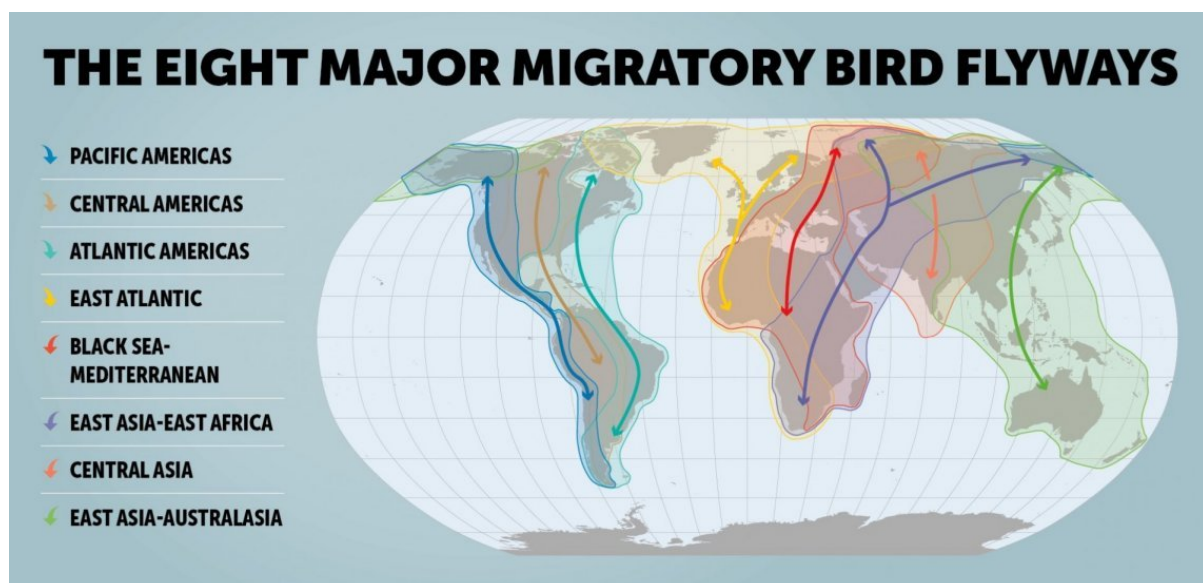 THE EIGHT MAJOR MIGRATORY BIRD FLYWAYS
PACIFIC AMERICAS
CENTRAL AMERICAS
ATLANTIC AMERICAS
EAST ATLANTIC
BLACK SEA-
MEDITERRANEAN
EAST ASIA-EAST AFRICA
CENTRAL ASIA
EAST ASIA-AUSTRALASIA